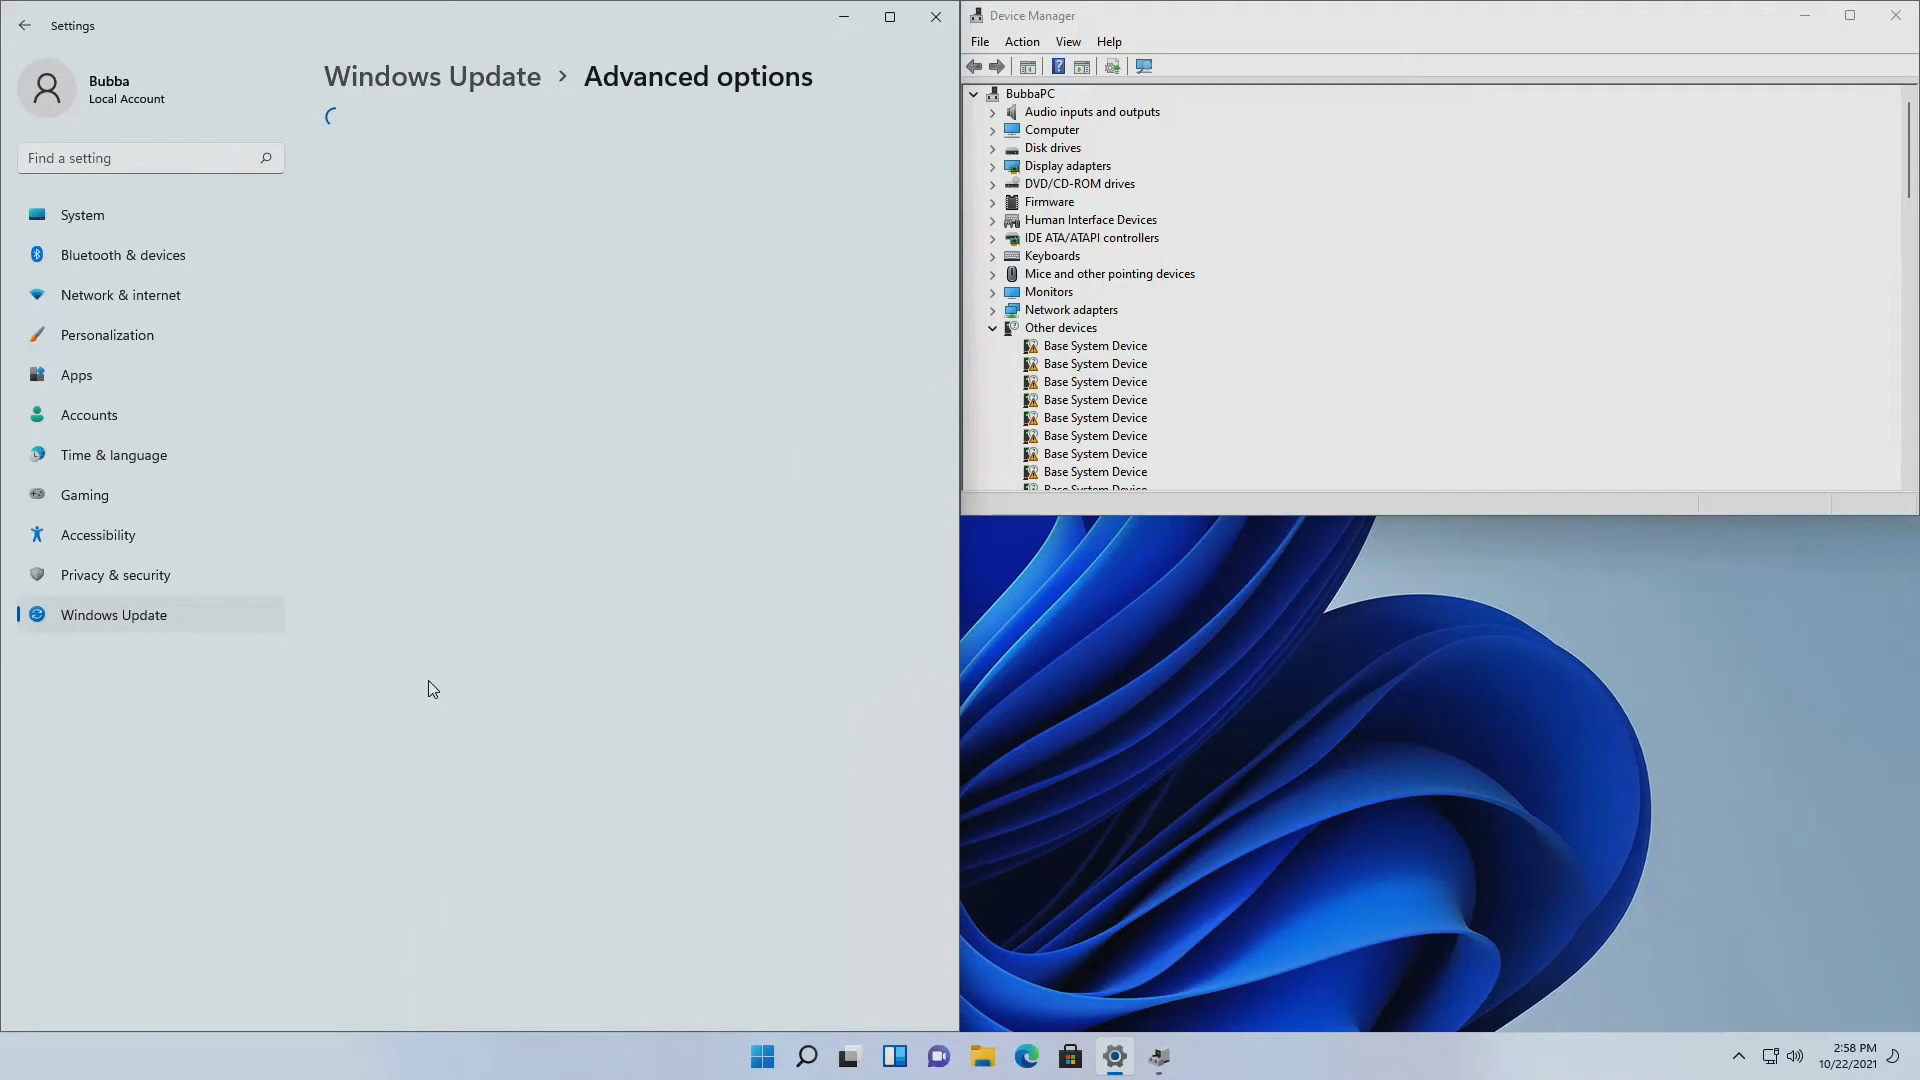 Settings
Bubba
Local Account
Find a setting
System
Bluetooth & devices
Network & internet
Personalization
Apps
Accounts
Time & language
Gaming
Accessibility
Privacy & security
Windows Update
Windows Update > Advanced options
Device Manager
File Action View Help
BubbaPC
Audio inputs and outputs
Computer
Disk drives
Display adapters
DVD/CD-ROM drives
Firmware
Human Interface Devices
IDE ATA/ATAPI controllers
Keyboards
Mice and other pointing devices
Monitors
Network adapters
Other devices
Base System Device
Base System Device
Base System Device
Base System Device
Base System Device
Base System Device
Base System Device
Base System Device
Base System Device
2:58 PM
10/22/2021